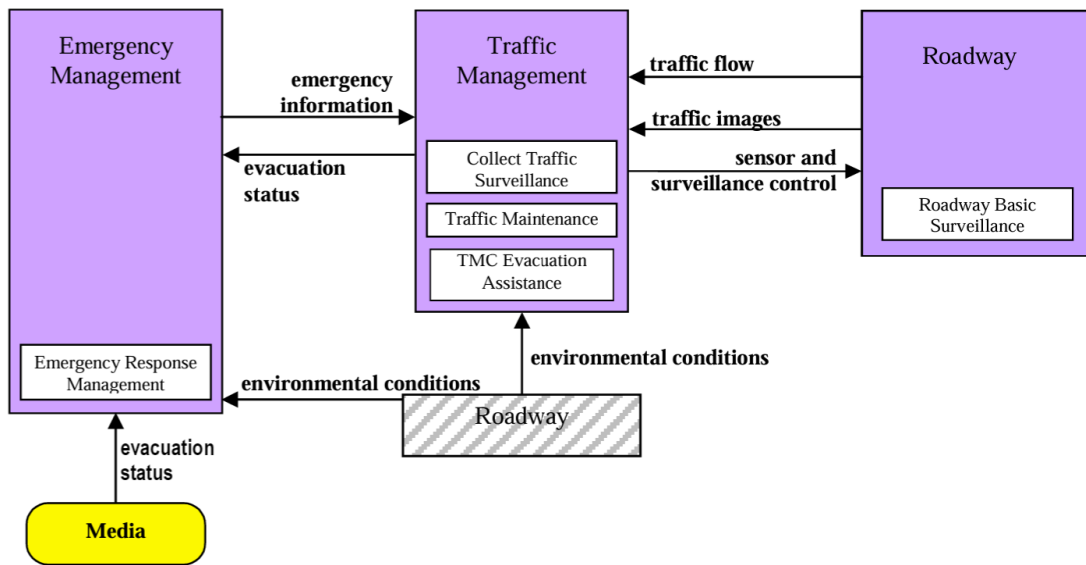 Emergency
Management
emergency
information
evacuation
status
Emergency Response
Management
Traffic
Management
Collect Traffic
Surveillance
Traffic Maintenance
TMC Evacuation
Assistance
traffic flow
traffic images
sensor and
surveillance control
Roadway
Roadway Basic
Surveillance
environmental conditions
environmental conditions
Roadway
evacuation
status
Media